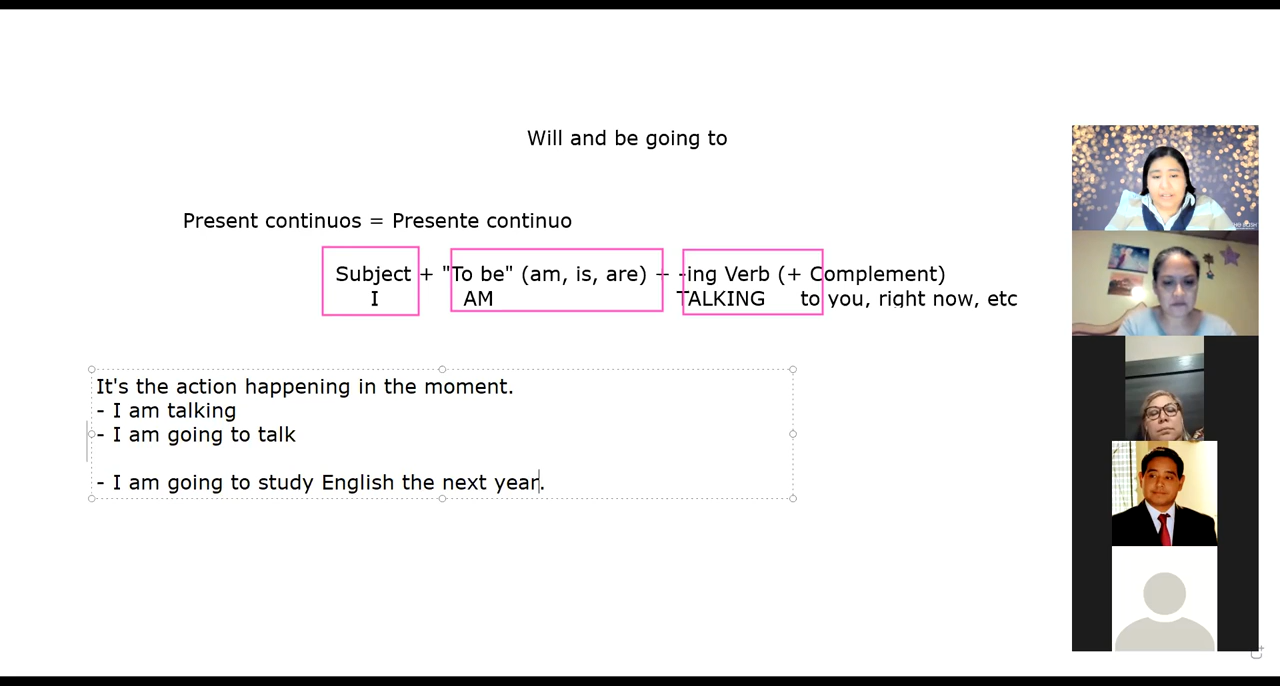 Will and be going to
Present continuos = Presente continuo
Subject + "To be" (am, is, are) + -ing Verb (+ Complement)
I AM TALKING to you, right now, etc
It's the action happening in the moment.
- I am talking
- I am going to talk
- I am going to study English the next year.